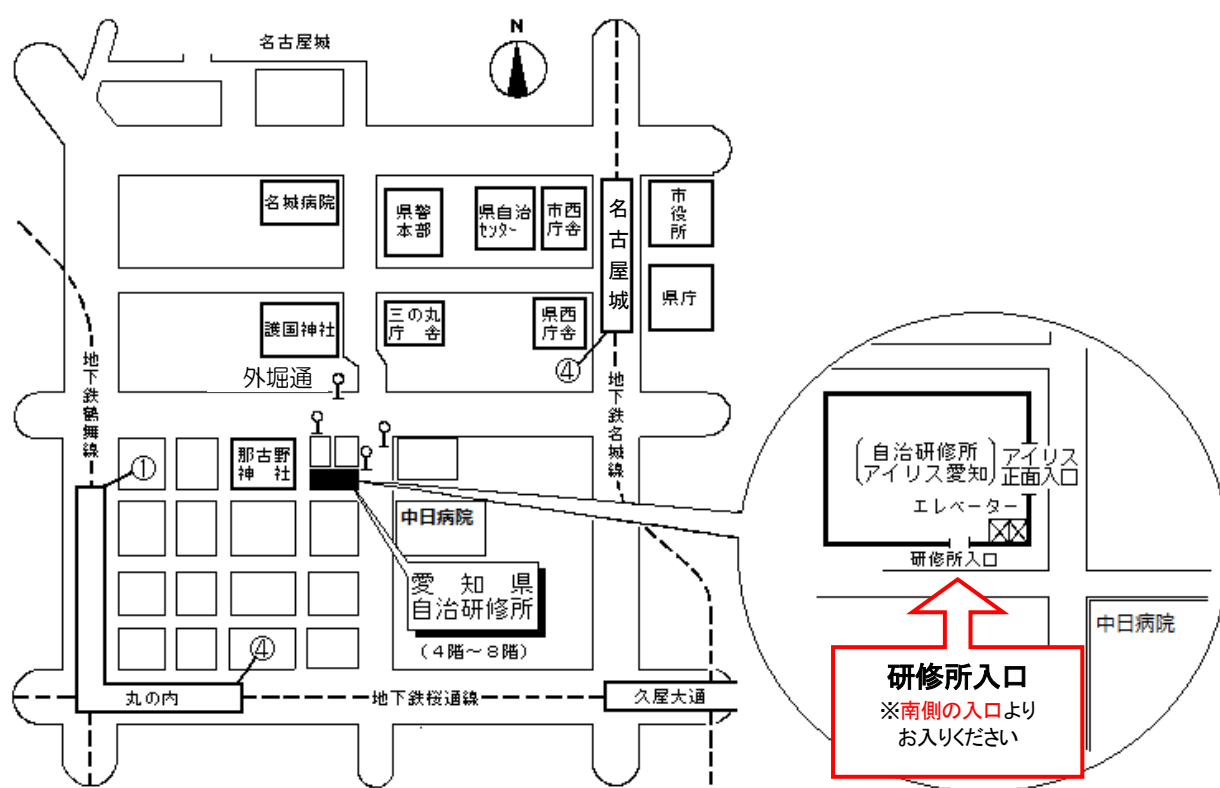 名古屋城
N
名城病院
県警
本部
県自治
センター
市西
庁舎
名古屋城
市役所
県庁
護国神社
三の丸
庁舎
県西
庁舎
④
外堀通
地下鉄鶴舞線
地下鉄名城線
①
那古野
神社
中日病院
愛知県
自治研修所
(4階～8階)
④
丸の内
地下鉄桜通線
久屋大通
自治研修所
アイリス愛知
アイリス
正面入口
エレベーター
研修所入口
中日病院
研修所入口
※南側の入口より
お入りください